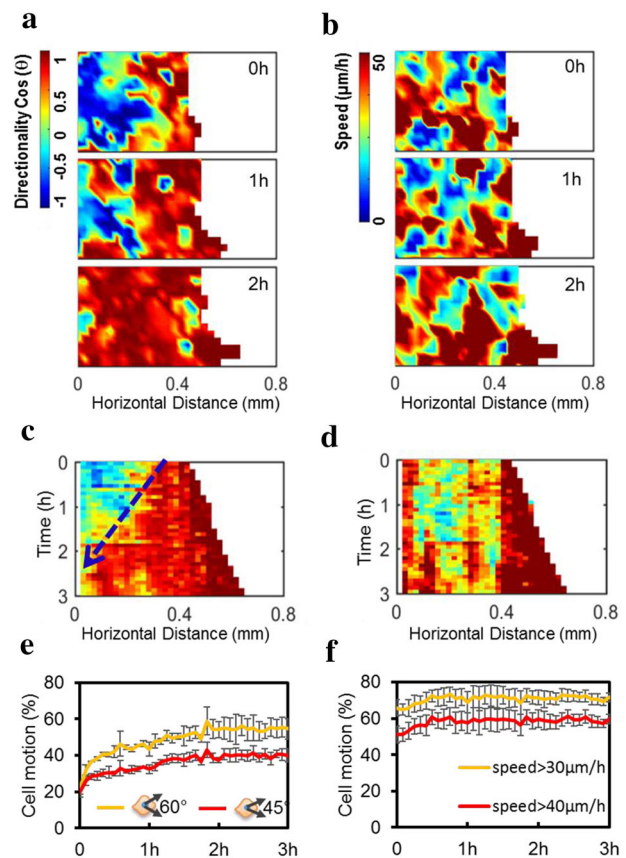 a
Directionality Cos (θ)
1
0.5
0
-0.5
-1
0h
1h
2h
0
0.4
0.8
Horizontal Distance (mm)
b
Speed (µm/h)
50
0
0h
1h
2h
0
0.4
0.8
Horizontal Distance (mm)
c
Time (h)
0
1
2
3
0
0.4
0.8
Horizontal Distance (mm)
d
Time (h)
0
1
2
3
0
0.4
0.8
Horizontal Distance (mm)
e
Cell motion (%)
80
60
40
20
0
60°
45°
0
1h
2h
3h
f
Cell motion (%)
80
60
40
20
0
speed>30µm/h
speed>40µm/h
0
1h
2h
3h